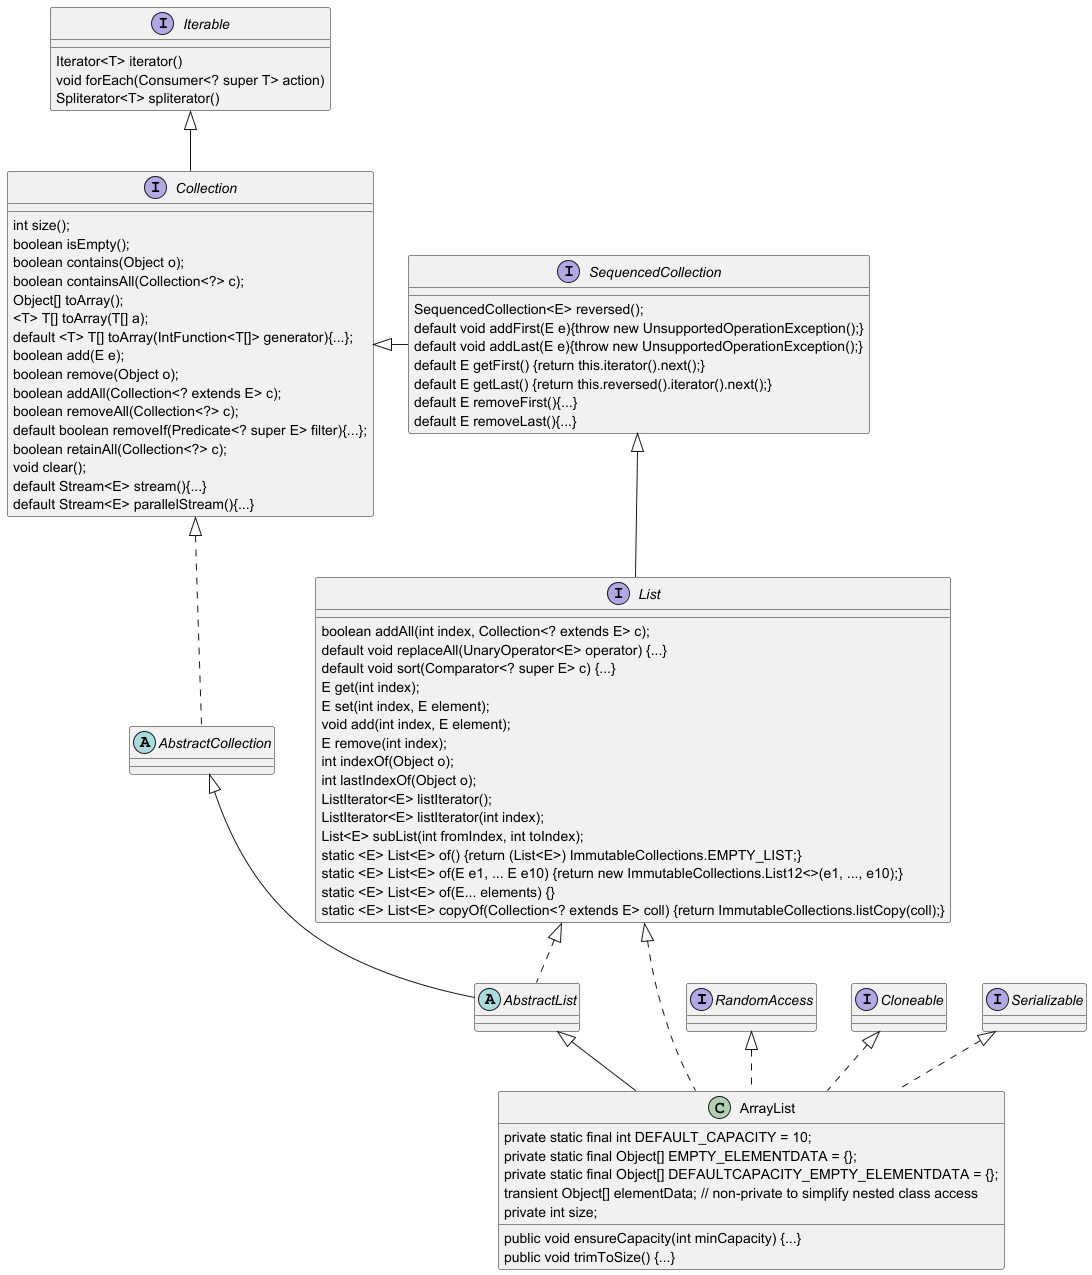 I Iterable
Iterator<T> iterator()
void forEach(Consumer<? super T> action)
Spliterator<T> spliterator()
I Collection
int size();
boolean isEmpty();
boolean contains(Object o);
boolean containsAll(Collection<?> c);
Object[] toArray();
<T> T[] toArray(T[] a);
default <T> T[] toArray(IntFunction<T[]> generator){...};
boolean add(E e);
boolean remove(Object o);
boolean addAll(Collection<? extends E> c);
boolean removeAll(Collection<?> c);
default boolean removeIf(Predicate<? super E> filter){...};
boolean retainAll(Collection<?> c);
void clear();
default Stream<E> stream(){...}
default Stream<E> parallelStream(){...}
I SequencedCollection
SequencedCollection<E> reversed();
default void addFirst(E e){throw new UnsupportedOperationException();}
default void addLast(E e){throw new UnsupportedOperationException();}
default E getFirst() {return this.iterator().next();}
default E getLast() {return this.reversed().iterator().next();}
default E removeFirst(){...}
default E removeLast(){...}
I List
boolean addAll(int index, Collection<? extends E> c);
default void replaceAll(UnaryOperator<E> operator) {...}
default void sort(Comparator<? super E> c) {...}
E get(int index);
E set(int index, E element);
void add(int index, E element);
E remove(int index);
int indexOf(Object o);
int lastIndexOf(Object o);
ListIterator<E> listIterator();
ListIterator<E> listIterator(int index);
List<E> subList(int fromIndex, int toIndex);
static <E> List<E> of() {return (List<E>) ImmutableCollections.EMPTY_LIST;}
static <E> List<E> of(E e1, ... E e10) {return new ImmutableCollections.List12<>(e1, ..., e10);}
static <E> List<E> of(E... elements) {}
static <E> List<E> copyOf(Collection<? extends E> coll) {return ImmutableCollections.listCopy(coll);}
A AbstractCollection
A AbstractList
I RandomAccess
I Cloneable
I Serializable
C ArrayList
private static final int DEFAULT_CAPACITY = 10;
private static final Object[] EMPTY_ELEMENTDATA = {};
private static final Object[] DEFAULTCAPACITY_EMPTY_ELEMENTDATA = {};
transient Object[] elementData; // non-private to simplify nested class access
private int size;
public void ensureCapacity(int minCapacity) {...}
public void trimToSize() {...}